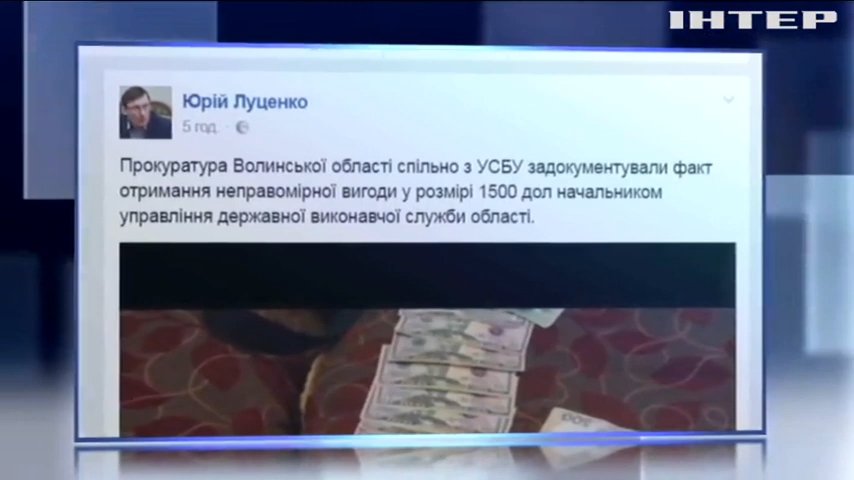 ІНТЕР
Юрій Луценко
5 год.
Прокуратура Волинської області спільно з УСБУ задокументували факт
отримання неправомірної вигоди у розмірі 1500 дол начальником
управління державної виконавчої служби області.